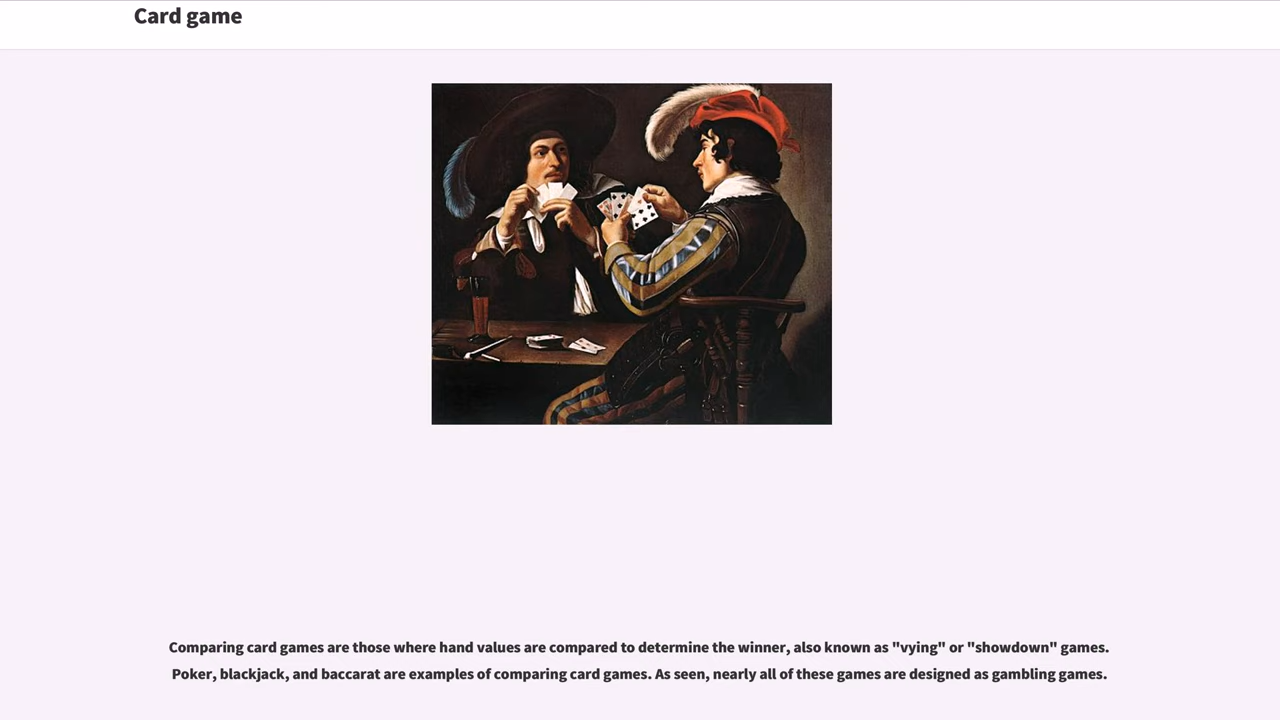 Card game
Comparing card games are those where hand values are compared to determine the winner, also known as "vying" or "showdown" games.
Poker, blackjack, and baccarat are examples of comparing card games. As seen, nearly all of these games are designed as gambling games.